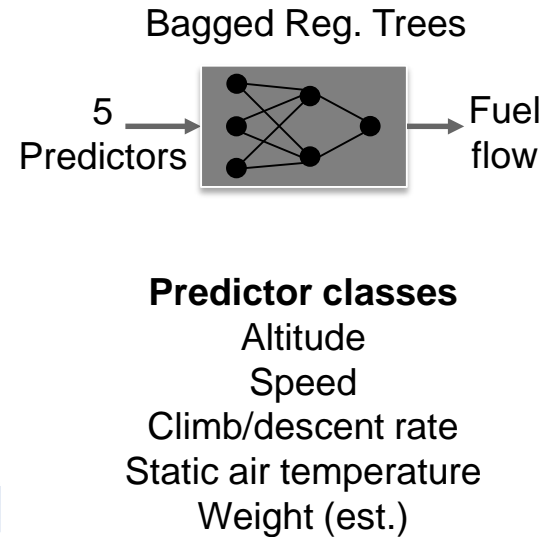 Bagged Reg. Trees
5
Predictors
Fuel
flow
Predictor classes
Altitude
Speed
Climb/descent rate
Static air temperature
Weight (est.)